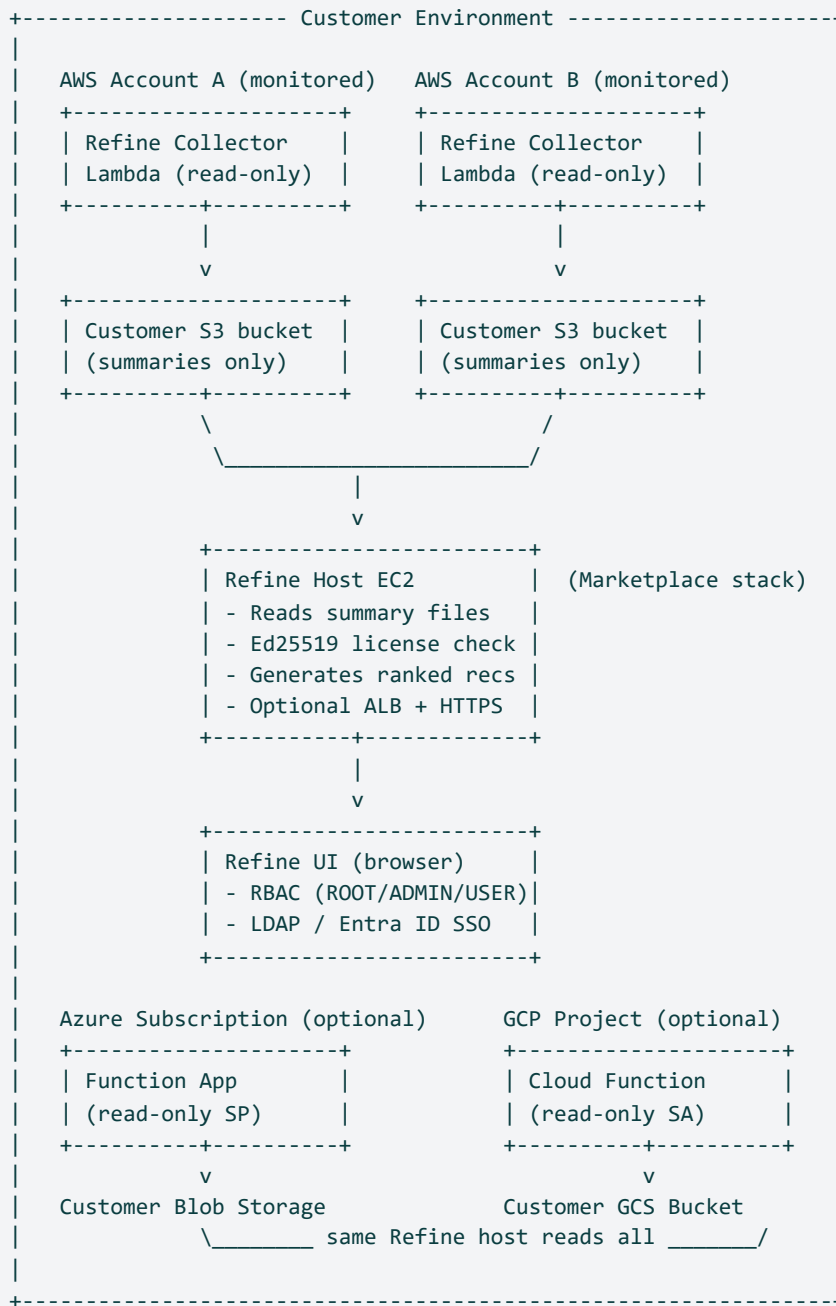 Customer Environment
AWS Account A (monitored) AWS Account B (monitored)
Refine Collector Refine Collector
Lambda (read-only) Lambda (read-only)
v v
Customer S3 bucket Customer S3 bucket
(summaries only) (summaries only)
v
Refine Host EC2 (Marketplace stack)
- Reads summary files
- Ed25519 license check
- Generates ranked recs
- Optional ALB + HTTPS
v
Refine UI (browser)
- RBAC (ROOT/ADMIN/USER)
- LDAP / Entra ID SSO
Azure Subscription (optional) GCP Project (optional)
Function App Cloud Function
(read-only SP) (read-only SA)
v v
Customer Blob Storage Customer GCS Bucket
same Refine host reads all